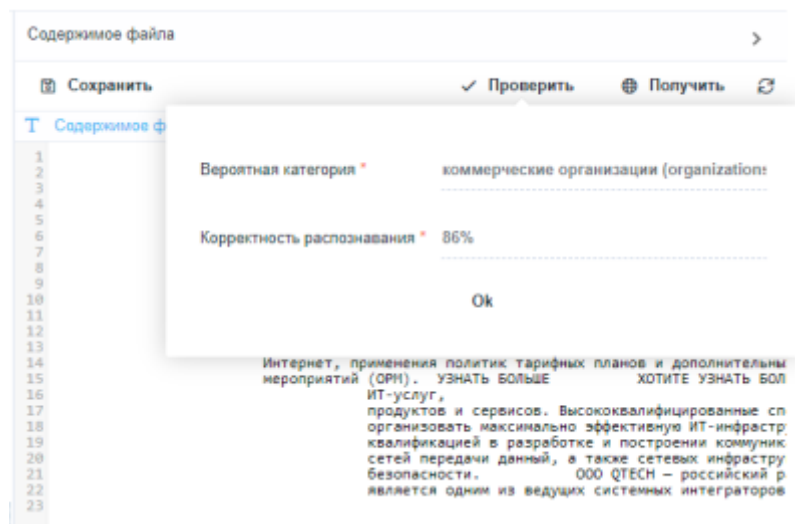 Содержимое файла
Сохранить Проверить Получить
T Содержимое ф
Вероятная категория * коммерческие организации (organizations
Корректность распознавания * 86%
Ok
1
2
3
4
5
6
7
8
9
10
11
12
13
14 Интернет, применения политик тарифных планов и дополнительны
15 мероприятий (ОРМ). УЗНАТЬ БОЛЬШЕ ХОТИТЕ УЗНАТЬ БОЛ
16 ИТ-услуг,
17 продуктов и сервисов. Высококвалифицированные сп
18 организовать максимально эффективную ИТ-инфрастр
19 квалификацией в разработке и построении коммуник
20 сетей передачи данный, а также сетевых инфрастру
21 безопасности. ООО QTECH – российский р
22 является одним из ведущих системных интеграторов
23